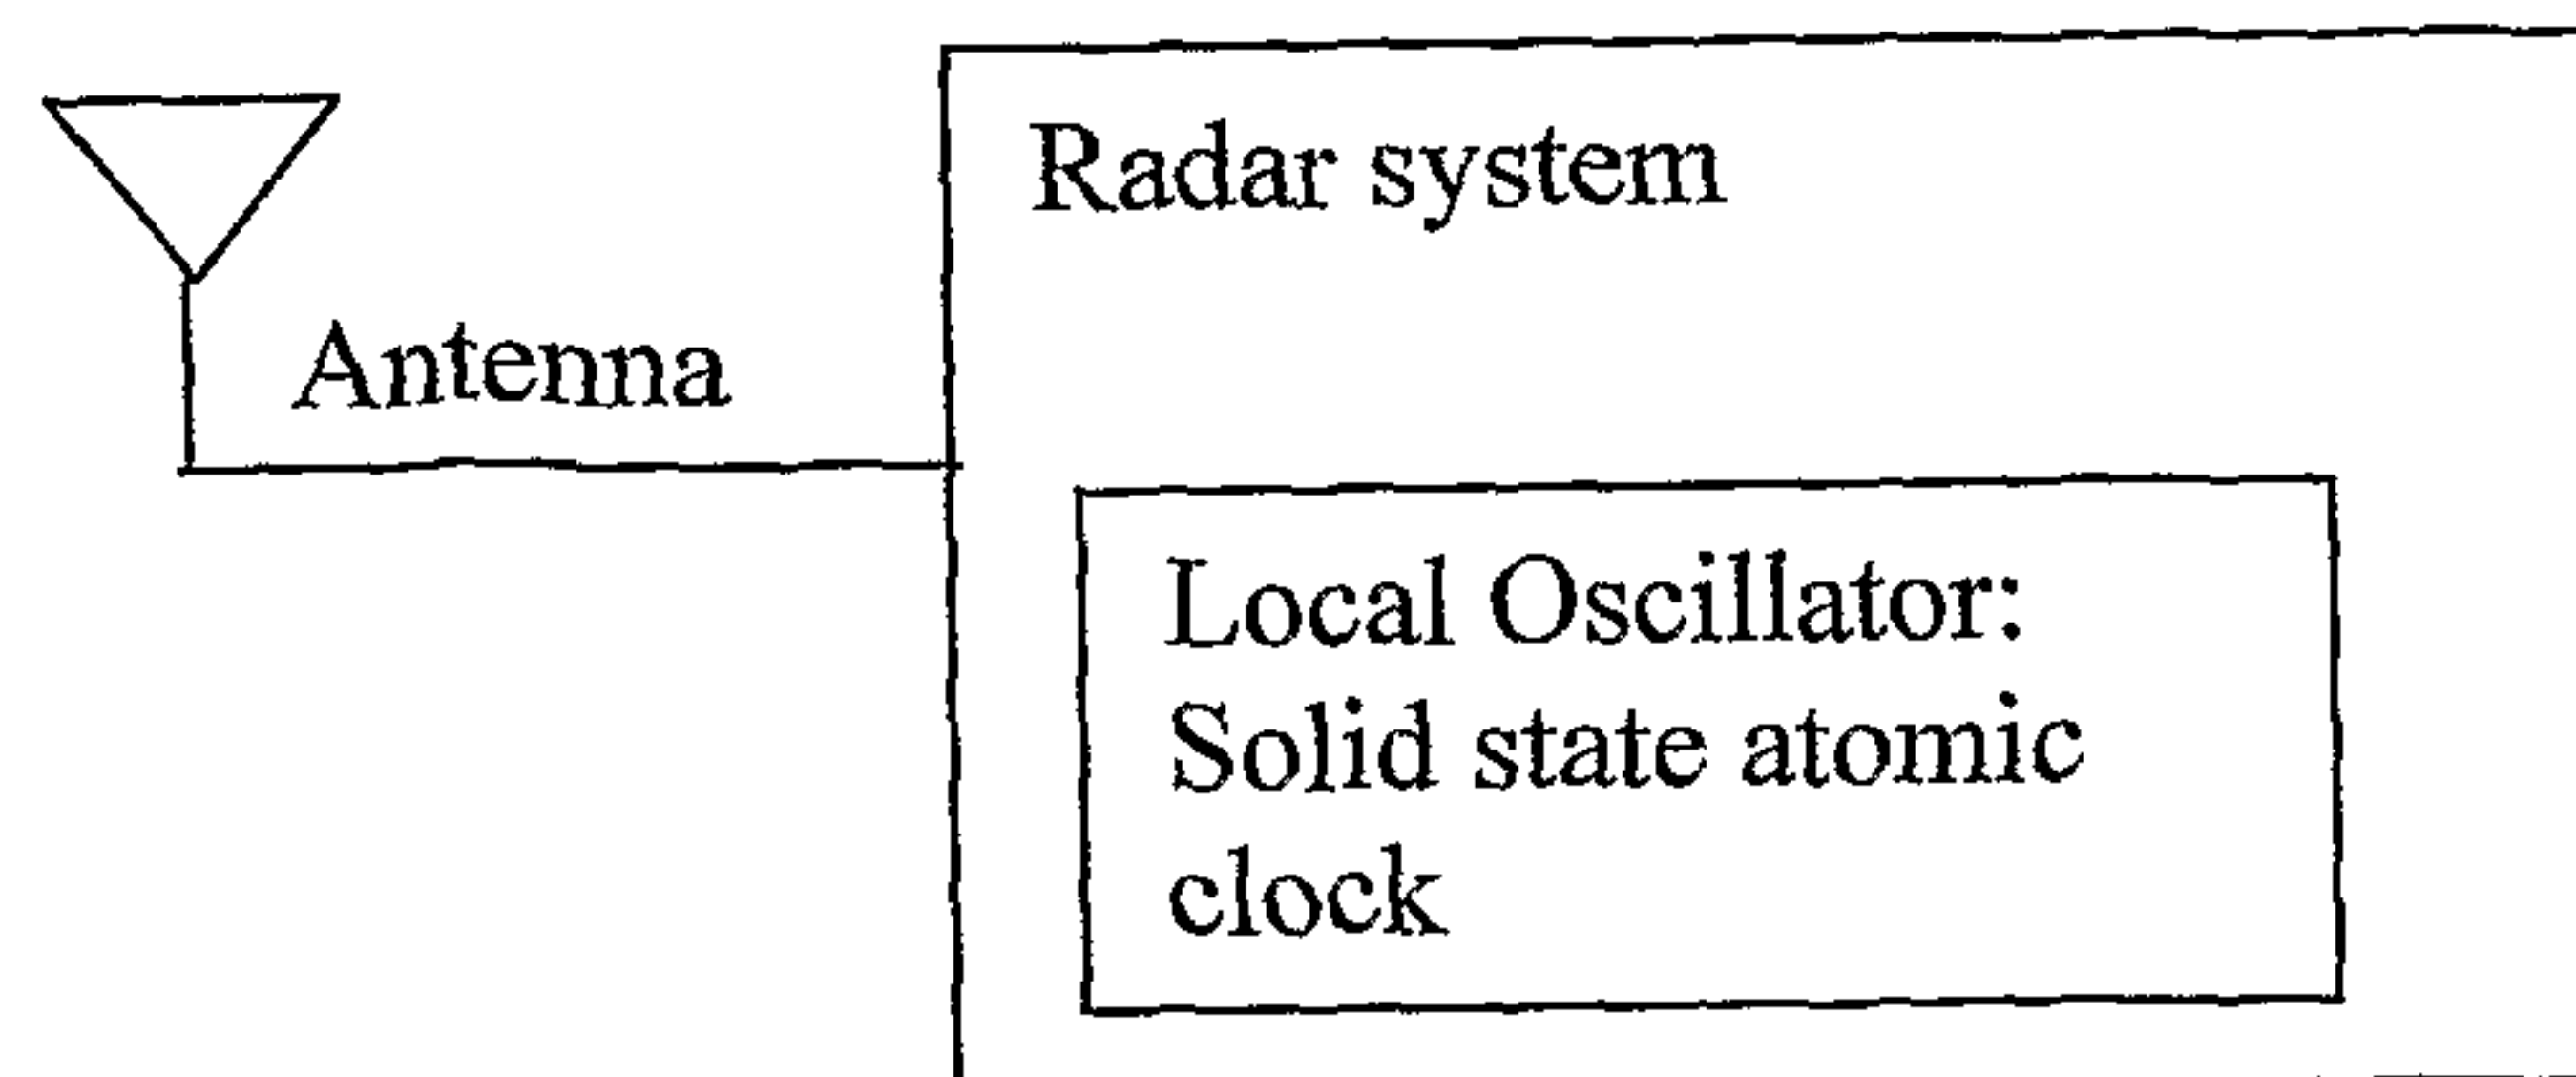 Radar system
Antenna
Local Oscillator:
Solid state atomic
clock